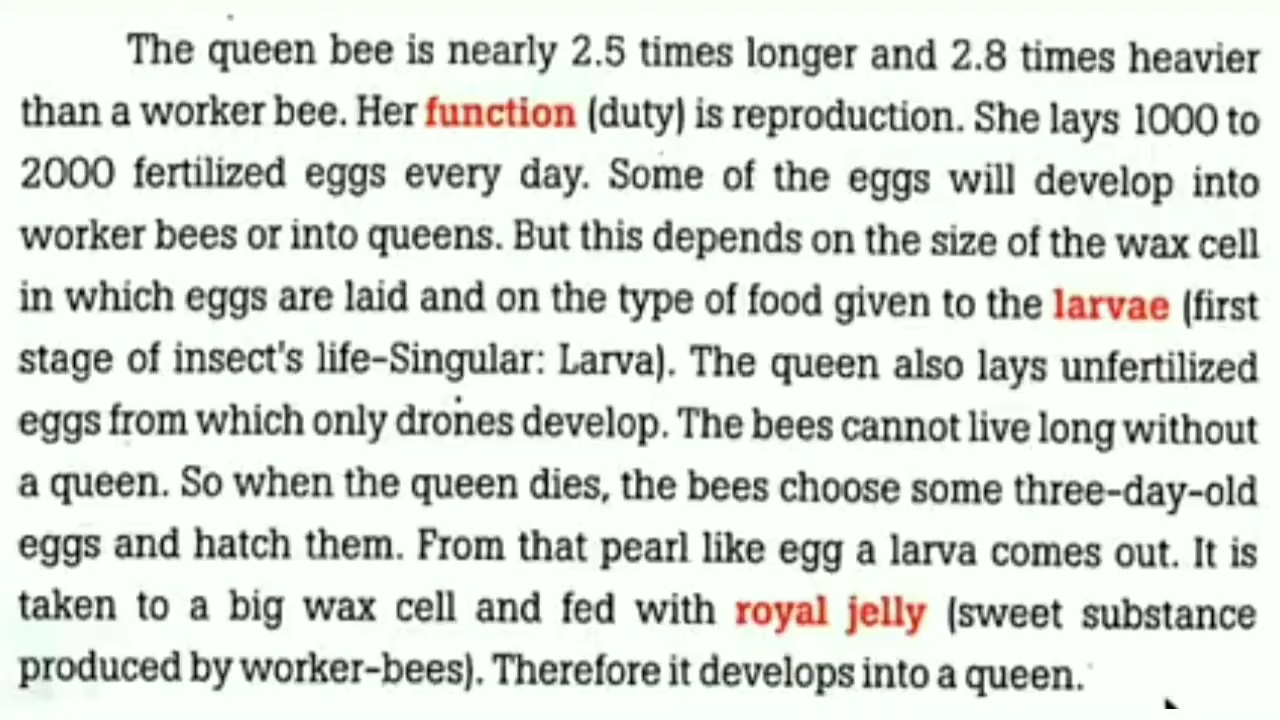 The queen bee is nearly 2.5 times longer and 2.8 times heavier
than a worker bee. Her function (duty) is reproduction. She lays 1000 to
2000 fertilized eggs every day. Some of the eggs will develop into
worker bees or into queens. But this depends on the size of the wax cell
in which eggs are laid and on the type of food given to the larvae (first
stage of insect's life-Singular: Larva). The queen also lays unfertilized
eggs from which only drones develop. The bees cannot live long without
a queen. So when the queen dies, the bees choose some three-day-old
eggs and hatch them. From that pearl like egg a larva comes out. It is
taken to a big wax cell and fed with royal jelly (sweet substance
produced by worker-bees). Therefore it develops into a queen.